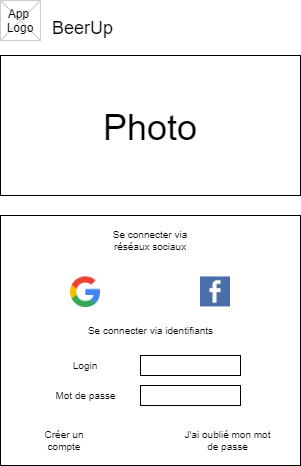 App
Logo
BeerUp
Photo
Se connecter via
réseaux sociaux
Se connecter via identifiants
Login
Mot de passe
Créer un
compte
J'ai oublié mon mot
de passe